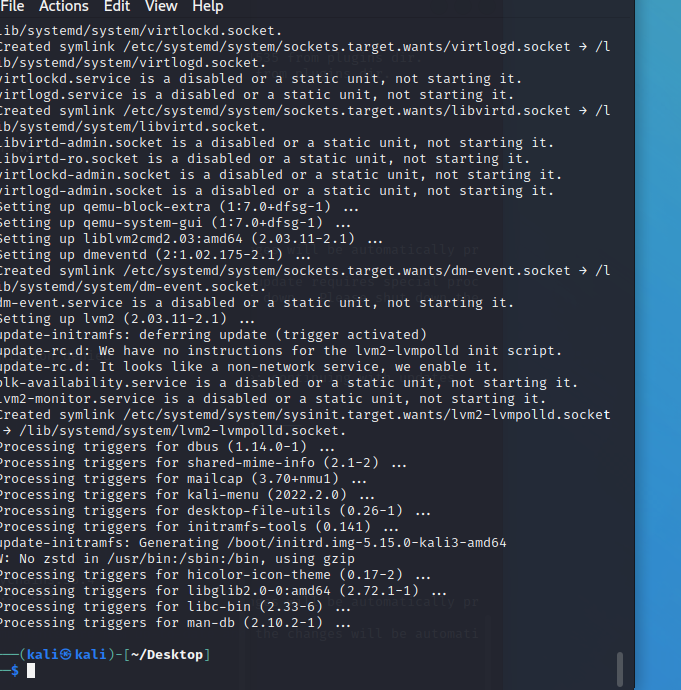 File Actions Edit View Help
lib/systemd/system/virtlockd.socket.
Created symlink /etc/systemd/system/sockets.target.wants/virtlogd.socket → /l
ib/systemd/system/virtlogd.socket.
virtlockd.service is a disabled or a static unit, not starting it.
virtlogd.service is a disabled or a static unit, not starting it.
Created symlink /etc/systemd/system/sockets.target.wants/libvirtd.socket → /l
ib/systemd/system/libvirtd.socket.
libvirtd-admin.socket is a disabled or a static unit, not starting it.
libvirtd-ro.socket is a disabled or a static unit, not starting it.
virtlockd-admin.socket is a disabled or a static unit, not starting it.
virtlogd-admin.socket is a disabled or a static unit, not starting it.
Setting up qemu-block-extra (1:7.0+dfsg-1) ...
Setting up qemu-system-gui (1:7.0+dfsg-1) ...
Setting up liblvm2cmd2.03:amd64 (2.03.11-2.1) ...
Setting up dmeventd (2:1.02.175-2.1) ...
Created symlink /etc/systemd/system/sockets.target.wants/dm-event.socket → /l
ib/systemd/system/dm-event.socket.
dm-event.service is a disabled or a static unit, not starting it.
Setting up lvm2 (2.03.11-2.1) ...
update-initramfs: deferring update (trigger activated)
update-rc.d: We have no instructions for the lvm2-lvmpolld init script.
update-rc.d: It looks like a non-network service, we enable it.
blk-availability.service is a disabled or a static unit, not starting it.
lvm2-monitor.service is a disabled or a static unit, not starting it.
Created symlink /etc/systemd/system/sysinit.target.wants/lvm2-lvmpolld.socket
→ /lib/systemd/system/lvm2-lvmpolld.socket.
Processing triggers for dbus (1.14.0-1) ...
Processing triggers for shared-mime-info (2.1-2) ...
Processing triggers for mailcap (3.70+nmu1) ...
Processing triggers for kali-menu (2022.2.0) ...
Processing triggers for desktop-file-utils (0.26-1) ...
Processing triggers for initramfs-tools (0.141) ...
update-initramfs: Generating /boot/initrd.img-5.15.0-kali3-amd64
W: No zstd in /usr/bin:/sbin:/bin, using gzip
Processing triggers for hicolor-icon-theme (0.17-2) ...
Processing triggers for libglib2.0-0:amd64 (2.72.1-1) ...
Processing triggers for libc-bin (2.33-6) ...
Processing triggers for man-db (2.10.2-1) ...
──(kali㉿kali)-[~/Desktop]
─$